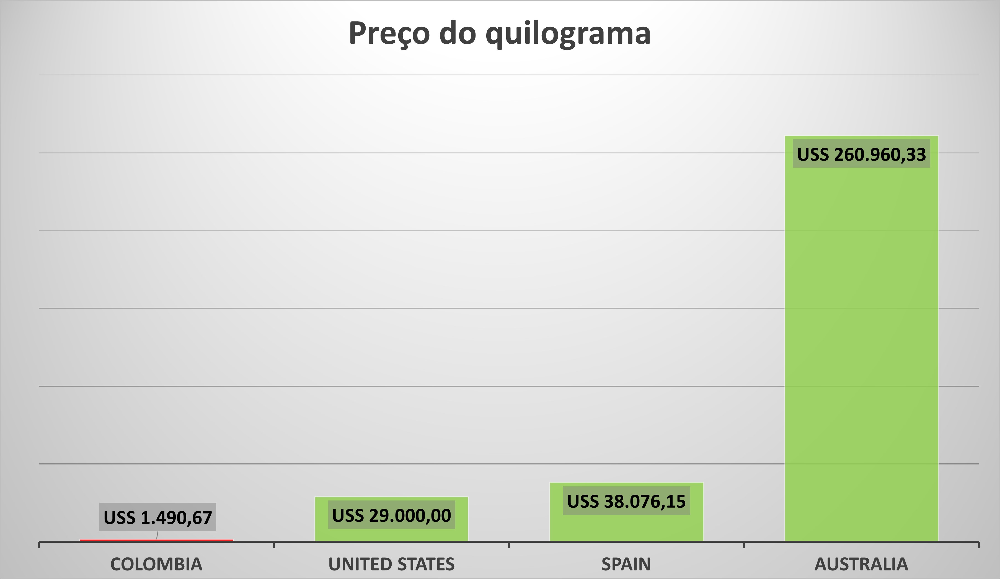 Preço do quilograma
USS 260.960,33
USS 38.076,15
USS 29.000,00
USS 1.490,67
COLOMBIA
UNITED STATES
SPAIN
AUSTRALIA